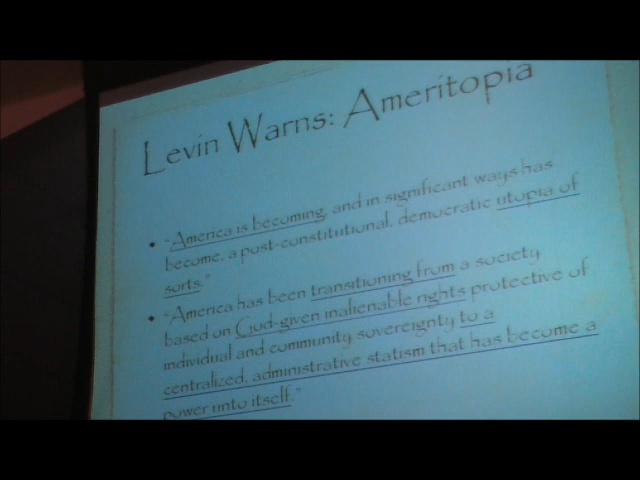 Levin Warns: Ameritopia
• "America is becoming, and in significant ways has
become, a post-constitutional, democratic utopia of
sorts."
• "America has been transitioning from a society
based on God-given inalienable rights protective of
individual and community sovereignty to a
centralized, administrative statism that has become a
power unto itself."